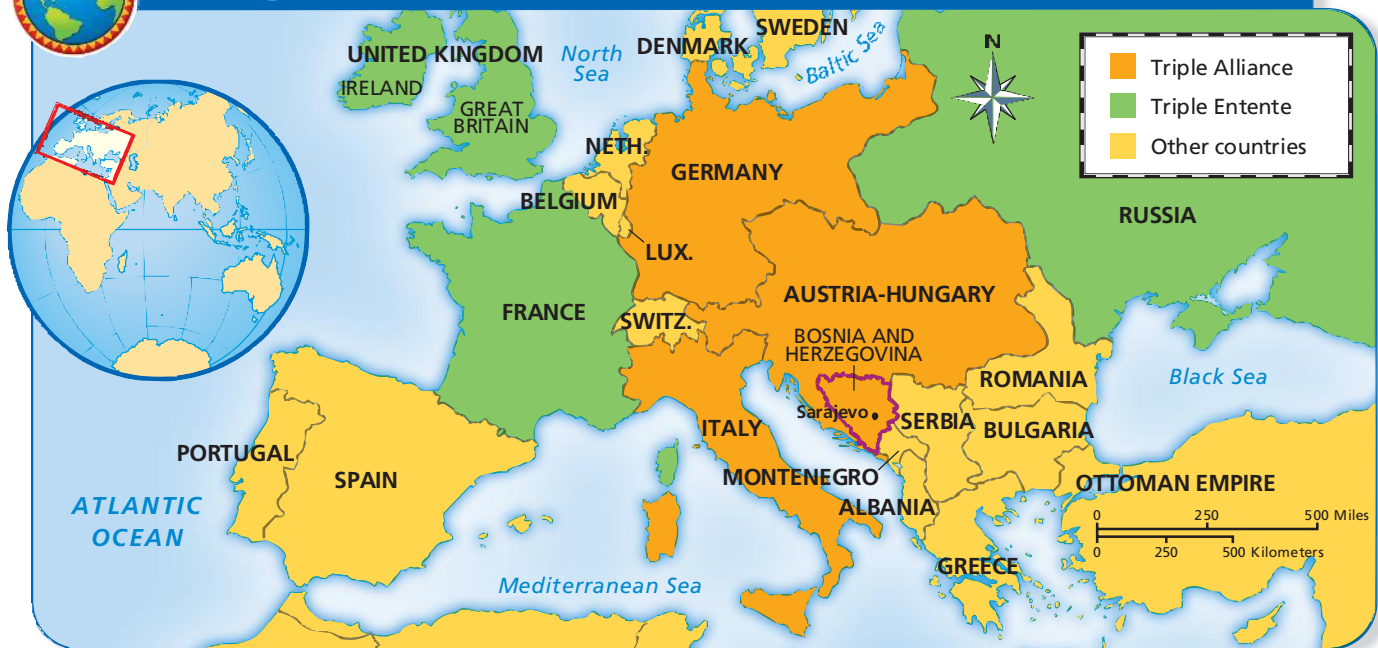 UNITED KINGDOM
IRELAND
GREAT
BRITAIN
North
Sea
DENMARK
SWEDEN
Baltic Sea
N
Triple Alliance
Triple Entente
Other countries
NETH.
GERMANY
BELGIUM
LUX.
RUSSIA
FRANCE
SWITZ.
AUSTRIA-HUNGARY
BOSNIA AND
HERZEGOVINA
Sarajevo
ROMANIA
Black Sea
ITALY
SERBIA
BULGARIA
PORTUGAL
SPAIN
MONTENEGRO
ALBANIA
OTTOMAN EMPIRE
ATLANTIC
OCEAN
0 250 500 Miles
0 250 500 Kilometers
GREECE
Mediterranean Sea